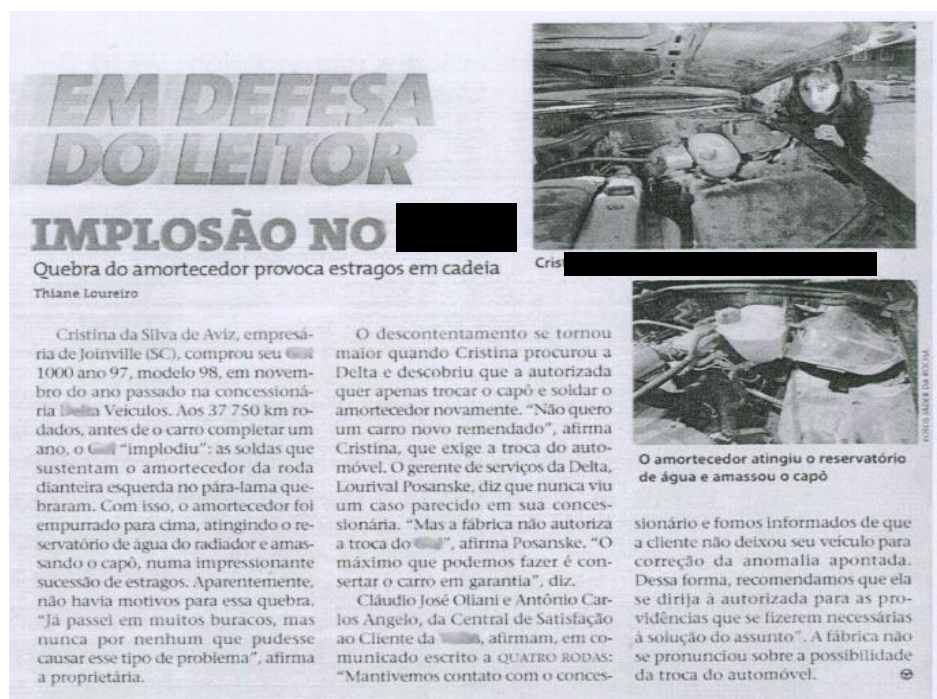 EM DEFESA
DO LEITOR
IMPLOSÃO NO
Quebra do amortecedor provoca estragos em cadeia
Thiane Loureiro
Cristina da Silva de Aviz, empresá-
ria de Joinville (SC), comprou seu
1000 ano 97, modelo 98, em novem-
bro do ano passado na concessioná-
ria Veículos. Aos 37 750 km ro-
dados, antes de o carro completar um
ano, o “implodiu”: as soldas que
sustentam o amortecedor da roda
dianteira esquerda no pára-lama que-
braram. Com isso, o amortecedor foi
empurrado para cima, atingindo o re-
servatório de água do radiador e amas-
sando o capô, numa impressionante
sucessão de estragos. Aparentemente,
não havia motivos para essa quebra.
“Já passei em muitos buracos, mas
nunca por nenhum que pudesse
causar esse tipo de problema”, afirma
a proprietária.
O descontentamento se tornou
maior quando Cristina procurou a
Delta e descobriu que a autorizada
quer apenas trocar o capô e soldar o
amortecedor novamente. “Não quero
um carro novo remendado”, afirma
Cristina, que exige a troca do auto-
móvel. O gerente de serviços da Delta,
Lourival Posanske, diz que nunca viu
um caso parecido em sua conces-
sionária. “Mas a fábrica não autoriza
a troca do ”, afirma Posanske. “O
máximo que podemos fazer é con-
sertar o carro em garantia”, diz.
Cláudio José Oliani e Antônio Car-
los Angelo, da Central de Satisfação
ao Cliente da , afirmam, em co-
municado escrito a QUATRO RODAS:
“Mantivemos contato com o conces-
Cris
FOTOS JÁDER DA ROCHA
O amortecedor atingiu o reservatório
de água e amassou o capô
sionário e fomos informados de que
a cliente não deixou seu veículo para
correção da anomalia apontada.
Dessa forma, recomendamos que ela
se dirija à autorizada para as pro-
vidências que se fizerem necessárias
à solução do assunto”. A fábrica não
se pronunciou sobre a possibilidade
da troca do automóvel.